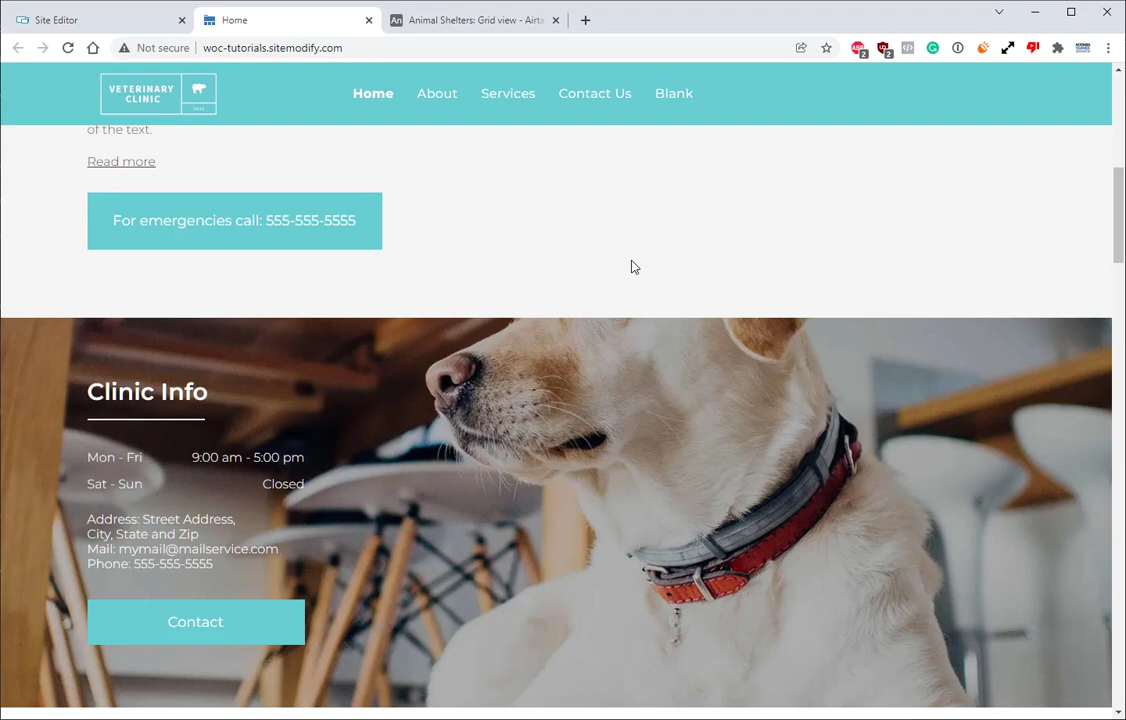 Site Editor
Home
Animal Shelters: Grid view - Airta
Not secure
woc-tutorials.sitemodify.com
2
2
VETERINARY
CLINIC
Home
About
Services
Contact Us
Blank
of the text.
Read more
For emergencies call: 555-555-5555
Clinic Info
Mon - Fri 9:00 am - 5:00 pm
Sat - Sun Closed
Address: Street Address,
City, State and Zip
Mail: mymail@mailservice.com
Phone: 555-555-5555
Contact